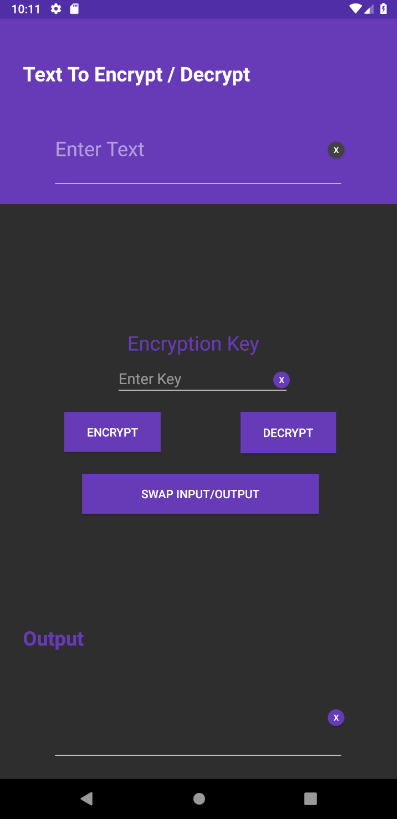 10:11
Text To Encrypt / Decrypt
Enter Text
X
Encryption Key
Enter Key
X
ENCRYPT
DECRYPT
SWAP INPUT/OUTPUT
Output
X